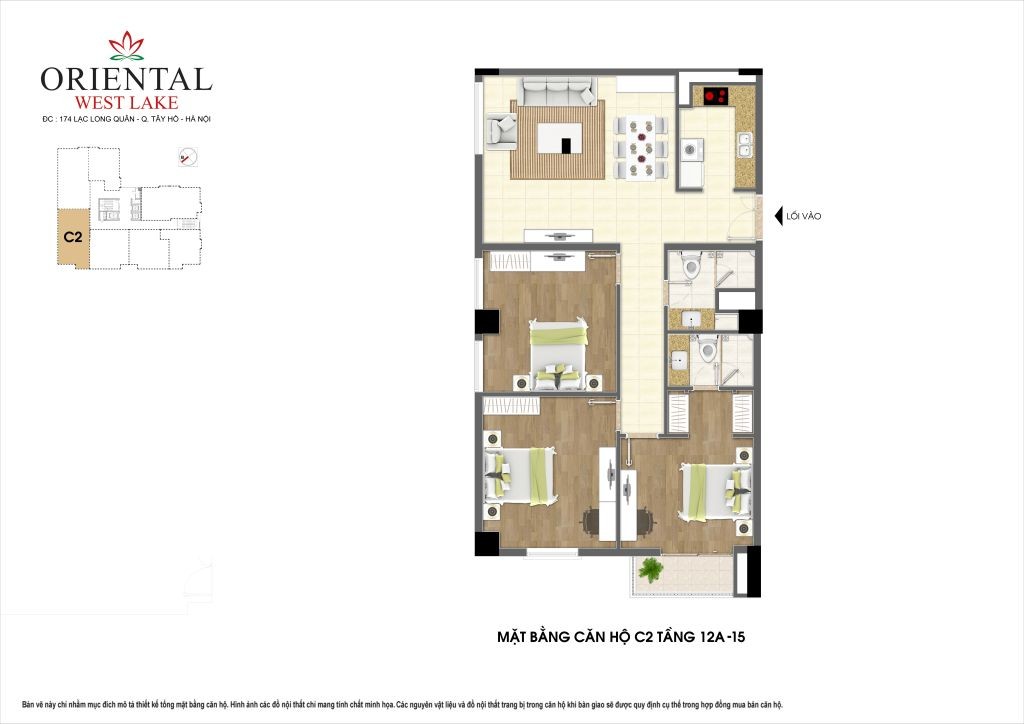 ORIENTAL
WEST LAKE
ĐC : 174 LẠC LONG QUÂN - Q. TÂY HỒ - HÀ NỘI
C2
LỐI VÀO
MẶT BẰNG CĂN HỘ C2 TẦNG 12A-15
Bản vẽ này chỉ nhằm mục đích mô tả thiết kế tổng mặt bằng căn hộ. Hình ảnh các đồ nội thất chỉ mang tính chất minh họa. Các nguyên vật liệu và đồ nội thất trang bị trong căn hộ khi bàn giao sẽ được quy định cụ thể trong hợp đồng mua bán căn hộ.